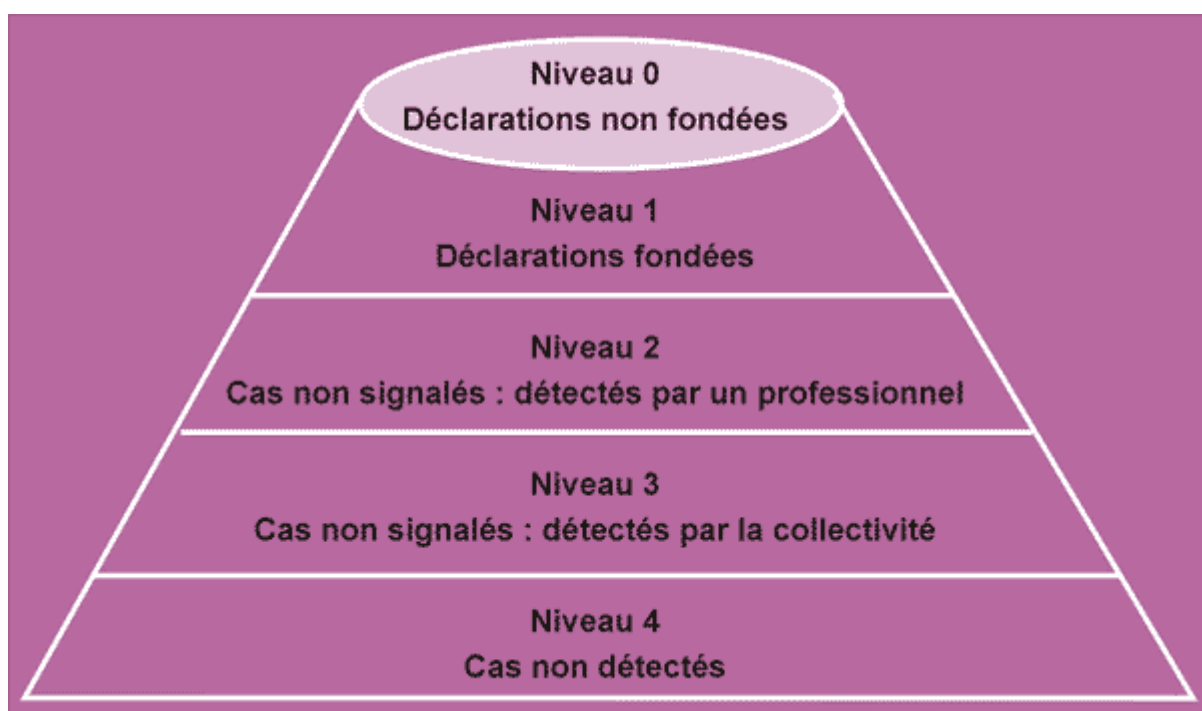 Niveau 0
Déclarations non fondées
Niveau 1
Déclarations fondées
Niveau 2
Cas non signalés : détectés par un professionnel
Niveau 3
Cas non signalés : détectés par la collectivité
Niveau 4
Cas non détectés